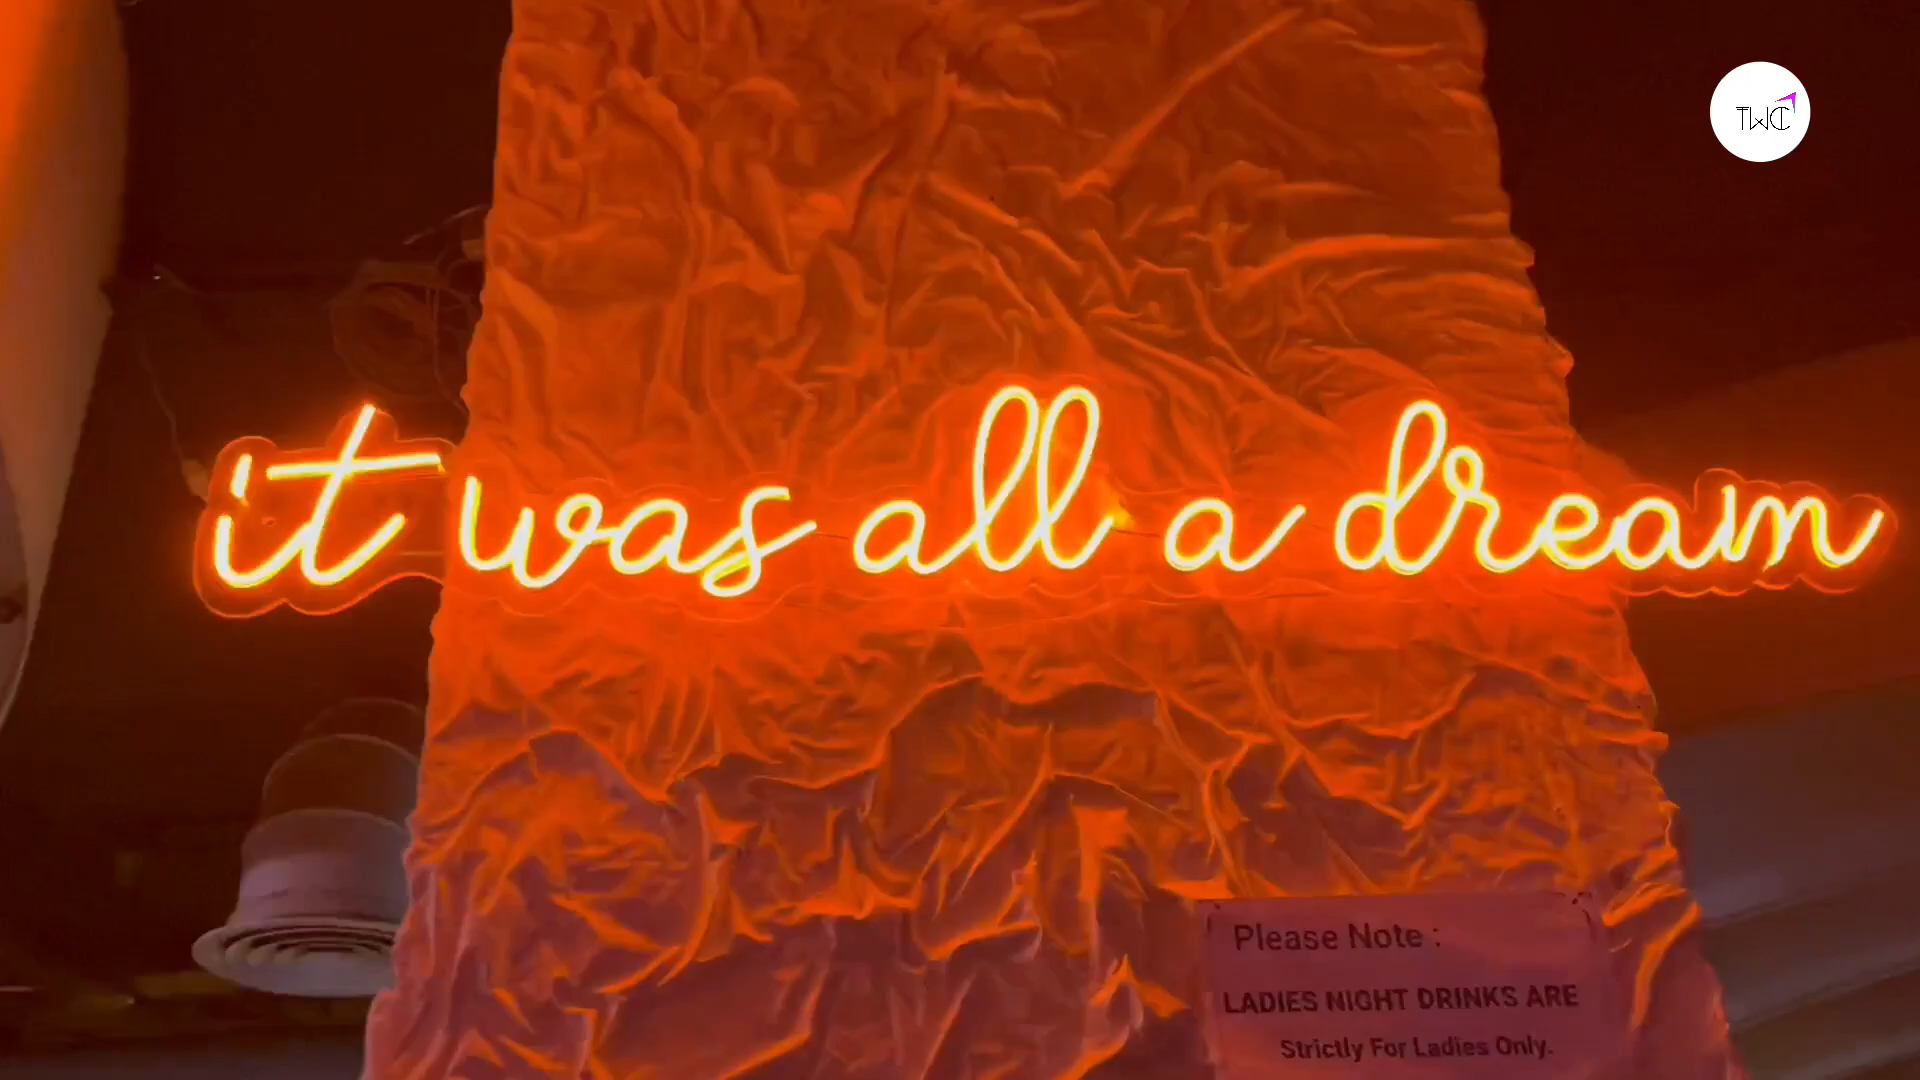 TWC
it was all a dream
Please Note :
LADIES NIGHT DRINKS ARE
Strictly For Ladies Only.